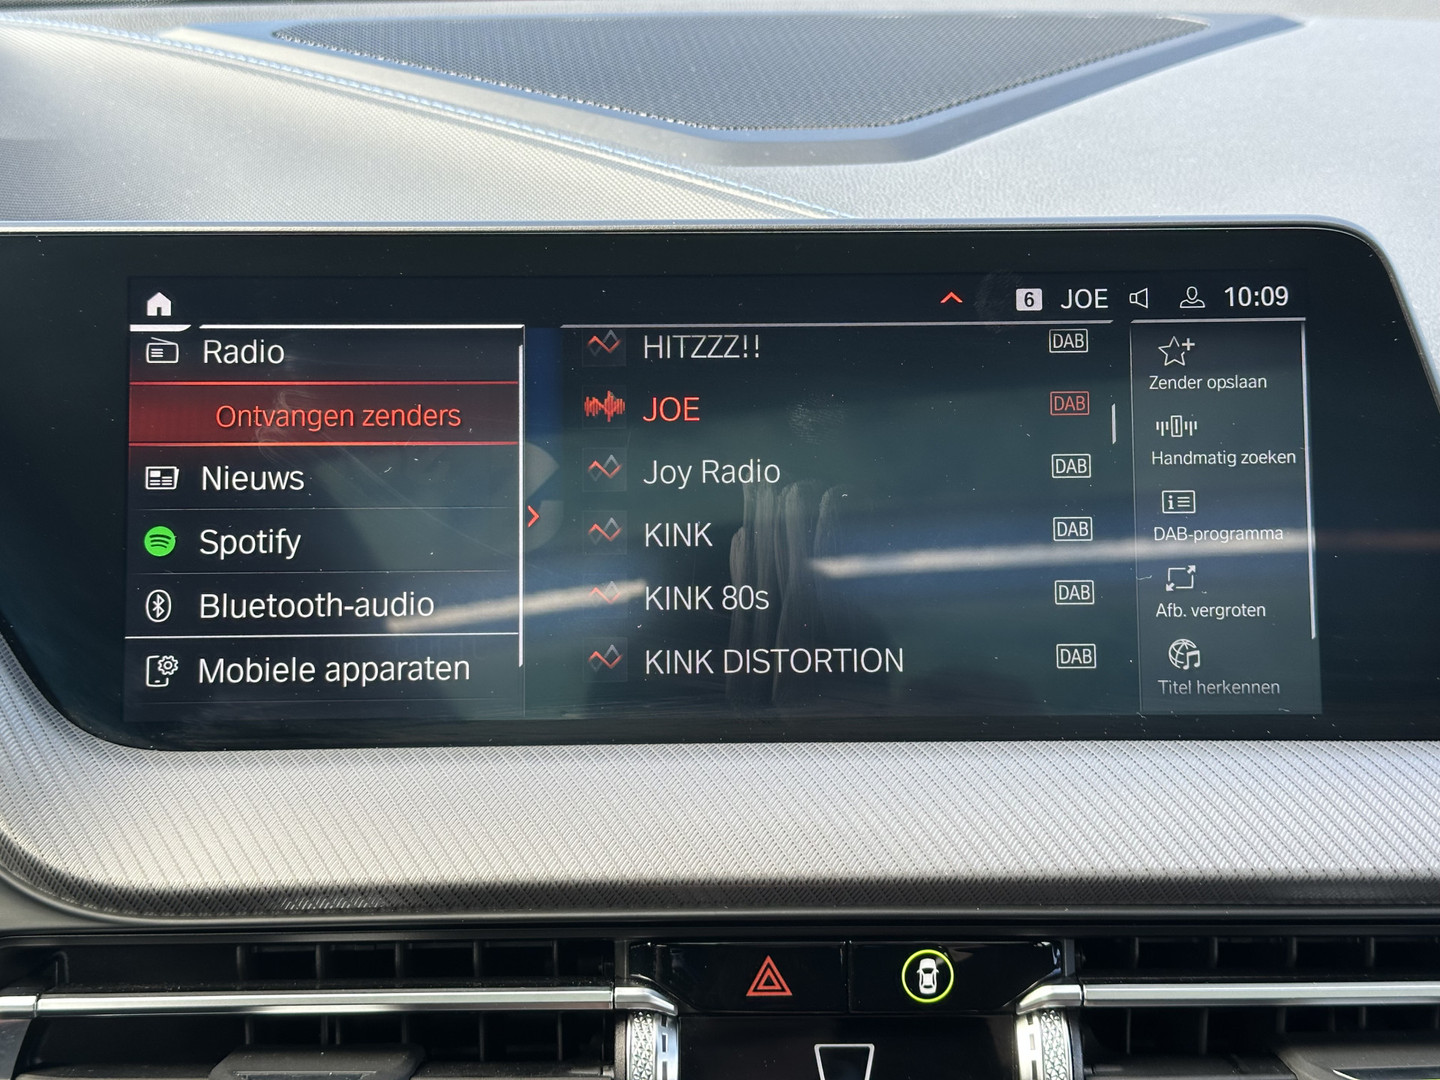 6 JOE 10:09
Radio
Ontvangen zenders
Nieuws
Spotify
Bluetooth-audio
Mobiele apparaten
HITZZZ!! DAB
JOE DAB
Joy Radio DAB
KINK DAB
KINK 80s DAB
KINK DISTORTION DAB
Zender opslaan
Handmatig zoeken
DAB-programma
Afb. vergroten
Titel herkennen